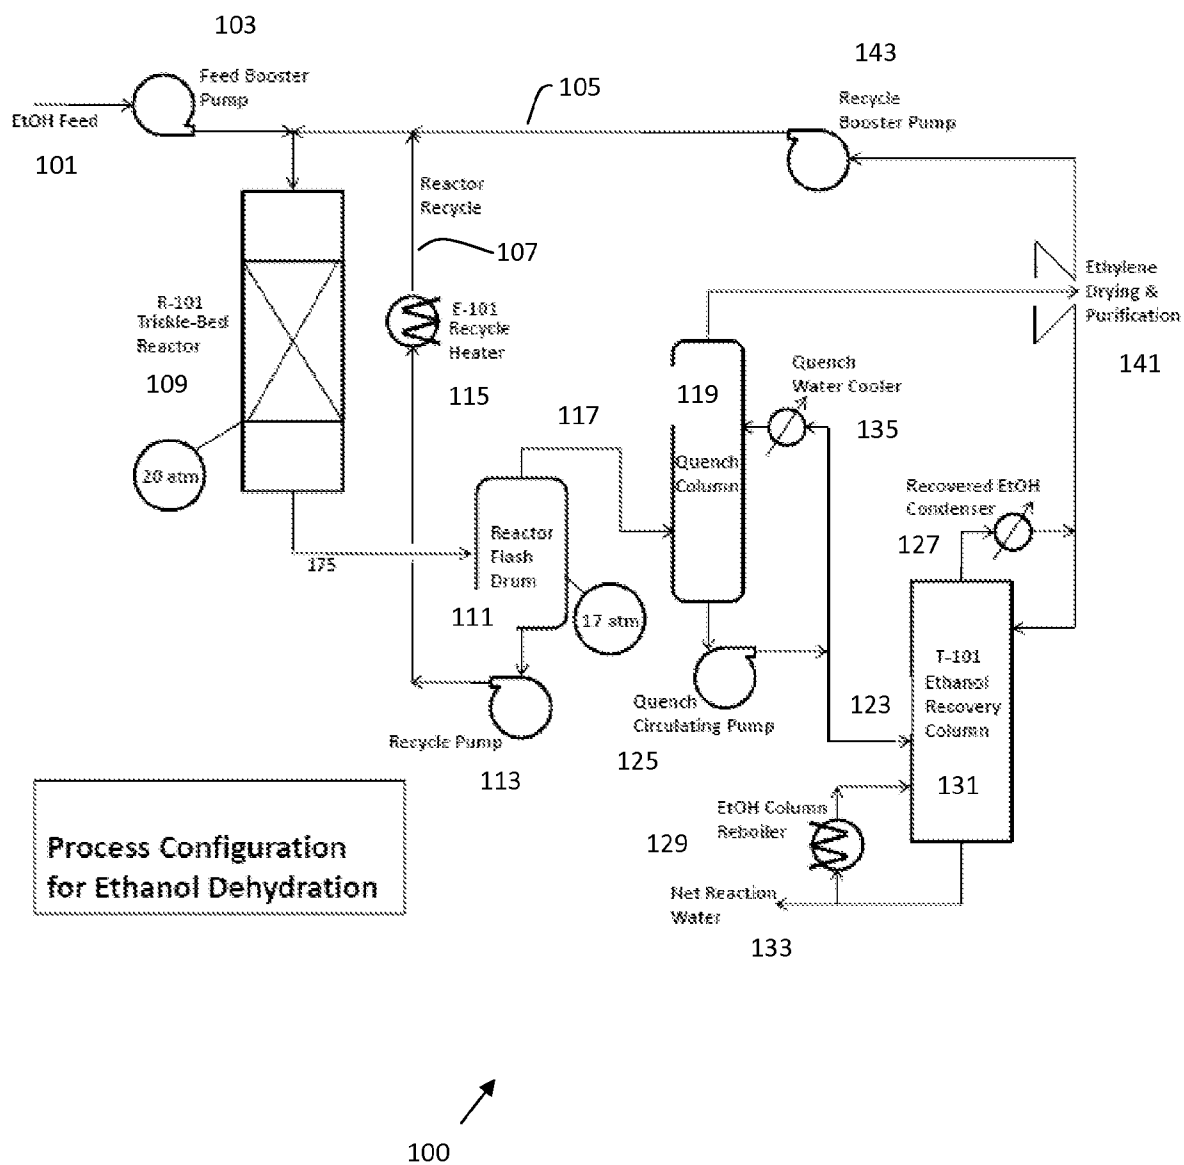 103
Feed Booster
Pump
EtOH Feed
101
105
143
Recycle
Booster Pump
Reactor
Recycle
107
R-101
Trickle-Bed
Reactor
109
20 atm
E-101
Recycle
Heater
115
Ethylene
Drying &
Purification
141
117
119
Quench
Column
Quench
Water Cooler
135
Recovered EtOH
Condenser
127
175
Reactor
Flash
Drum
111
17 atm
Recycle Pump
113
Quench
Circulating Pump
125
123
T-101
Ethanol
Recovery
Column
131
EtOH Column
Reboiler
129
Net Reaction
Water
133
Process Configuration
for Ethanol Dehydration
100